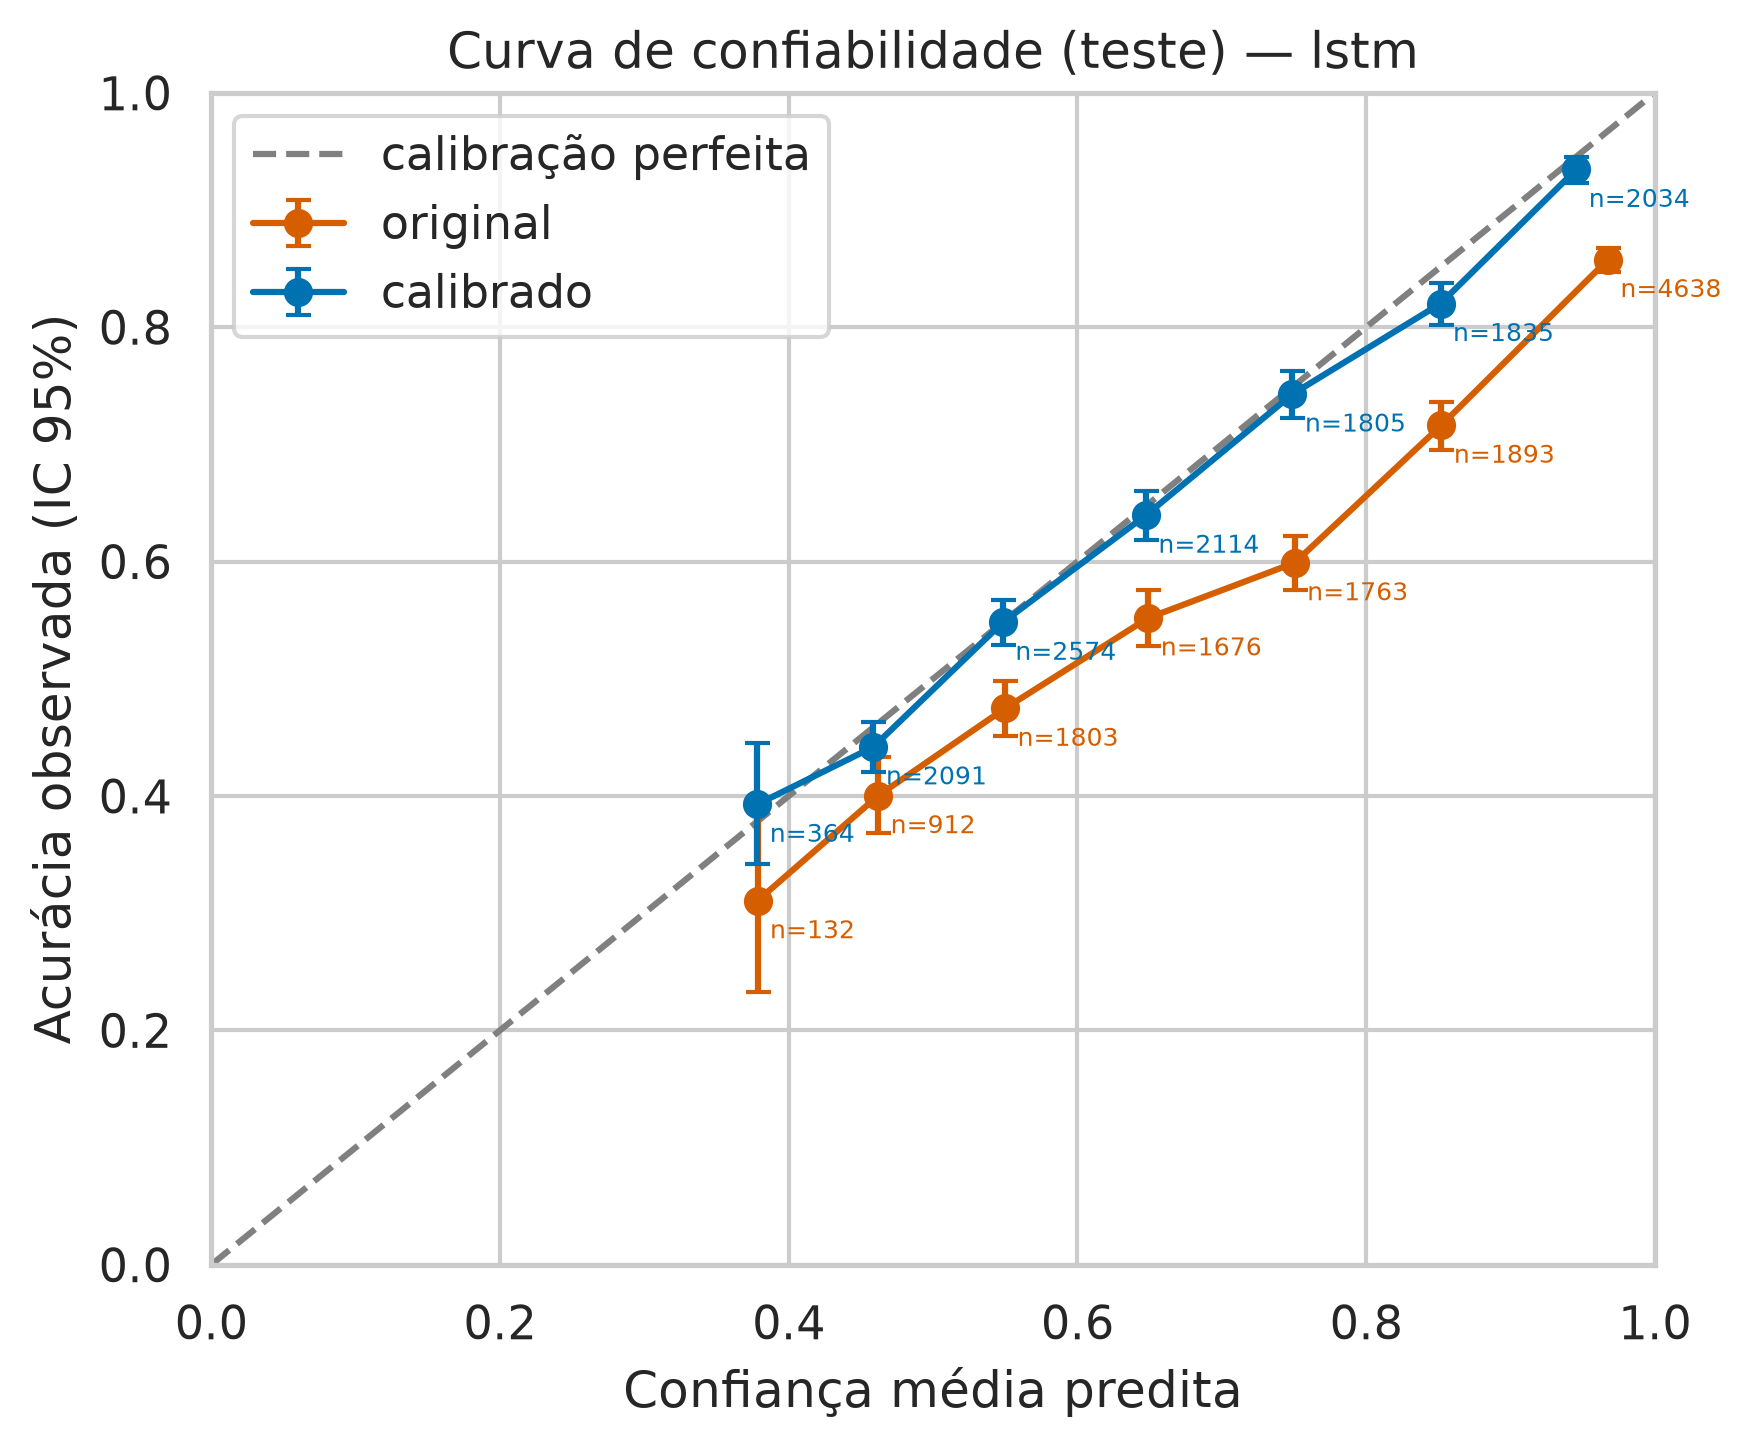 Curva de confiabilidade (teste) — lstm
1.0
0.8
0.6
0.4
0.2
0.0
Acurácia observada (IC 95%)
calibração perfeita
original
calibrado
n=2034
n=4638
n=1835
n=1805
n=1893
n=2114
n=1763
n=2574
n=1676
n=1803
n=2091
n=364
n=912
n=132
0.0 0.2 0.4 0.6 0.8 1.0
Confiança média predita